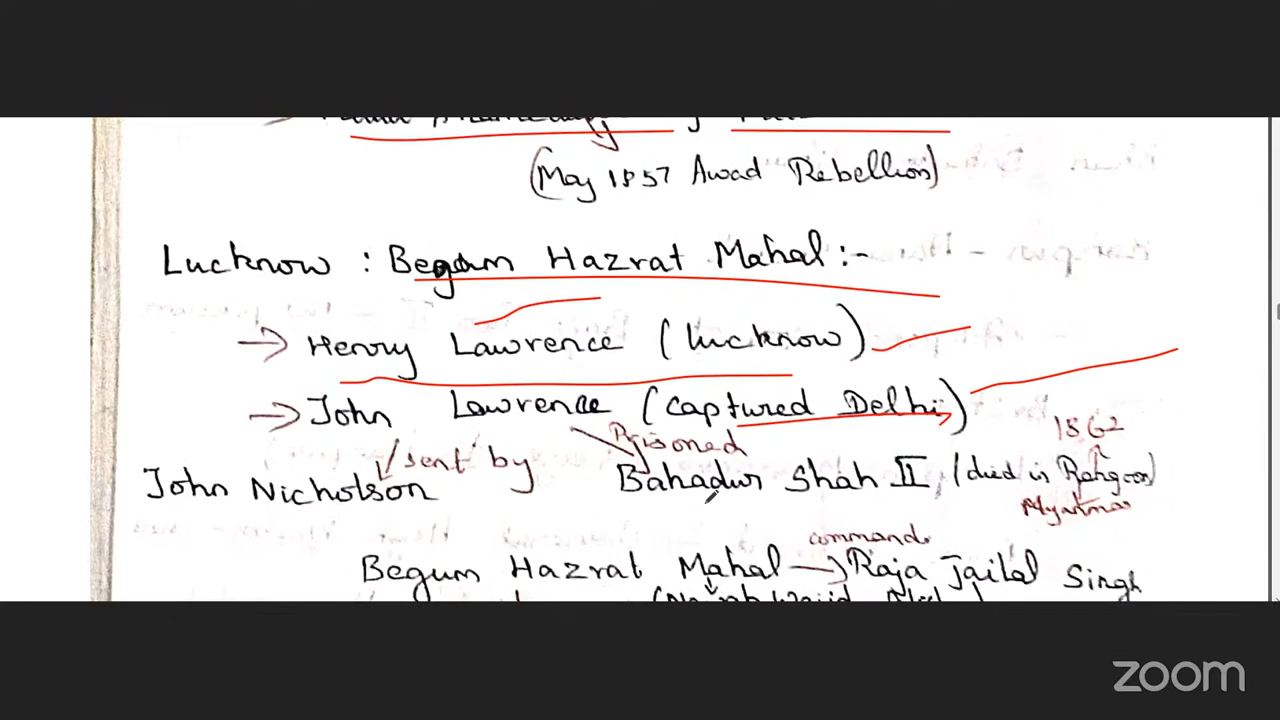 (May 1857 Awad Rebellion)
Lucknow : Begum Hazrat Mahal :-
→ Henry Lawrence (lucknow)
→ John Lawrence (captured Delhi)
1862
sent by Prisoned
John Nicholson Bahadur Shah II (died in Rangoon)
Myanmar
command
Begum Hazrat Mahal → Raja Jailal Singh
zoom